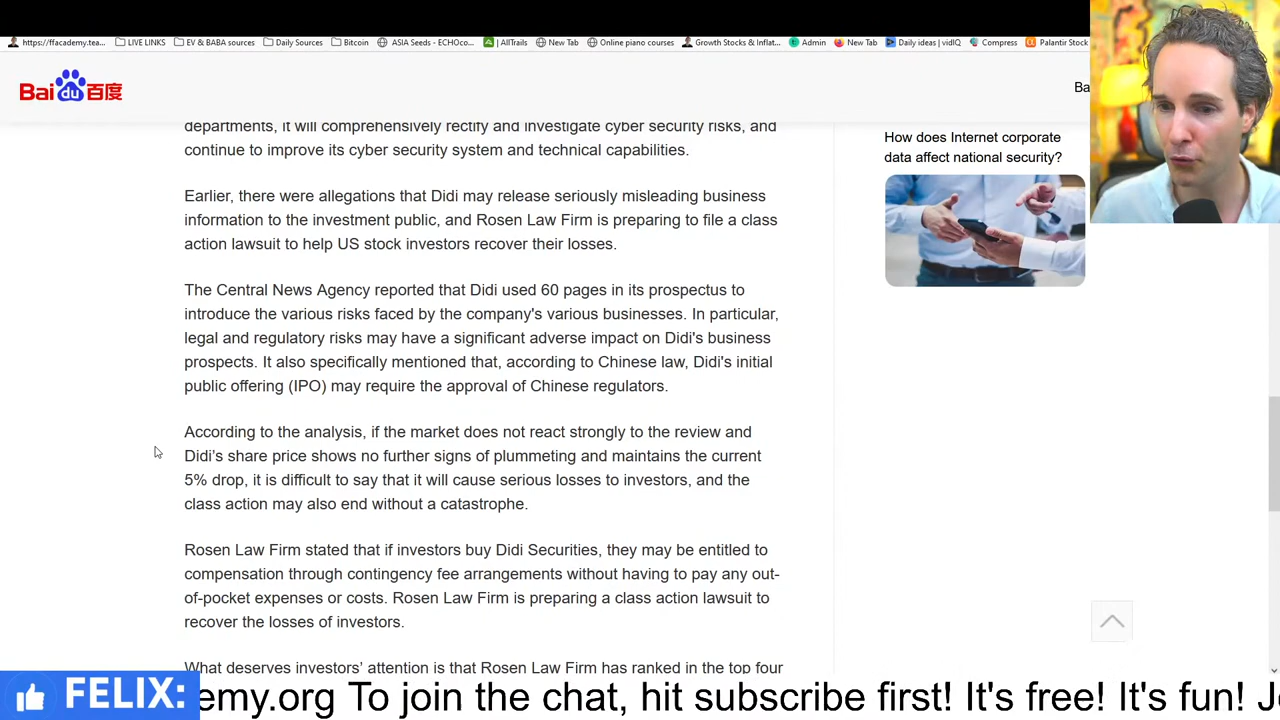 https://ffacademy.tea... LIVE LINKS EV & BABA sources Daily Sources Bitcoin ASIA Seeds - ECHOco... AllTrails New Tab Online piano courses Growth Stocks & Inflat... Admin New Tab Daily ideas | vidIQ Compress Palantir Stock
Bai du 百度
Ba
departments, it will comprehensively rectify and investigate cyber security risks, and
continue to improve its cyber security system and technical capabilities.
Earlier, there were allegations that Didi may release seriously misleading business
information to the investment public, and Rosen Law Firm is preparing to file a class
action lawsuit to help US stock investors recover their losses.
The Central News Agency reported that Didi used 60 pages in its prospectus to
introduce the various risks faced by the company's various businesses. In particular,
legal and regulatory risks may have a significant adverse impact on Didi's business
prospects. It also specifically mentioned that, according to Chinese law, Didi's initial
public offering (IPO) may require the approval of Chinese regulators.
According to the analysis, if the market does not react strongly to the review and
Didi’s share price shows no further signs of plummeting and maintains the current
5% drop, it is difficult to say that it will cause serious losses to investors, and the
class action may also end without a catastrophe.
Rosen Law Firm stated that if investors buy Didi Securities, they may be entitled to
compensation through contingency fee arrangements without having to pay any out-
of-pocket expenses or costs. Rosen Law Firm is preparing a class action lawsuit to
recover the losses of investors.
What deserves investors’ attention is that Rosen Law Firm has ranked in the top four
How does Internet corporate
data affect national security?
FELIX: emy.org To join the chat, hit subscribe first! It's free! It's fun! Jo